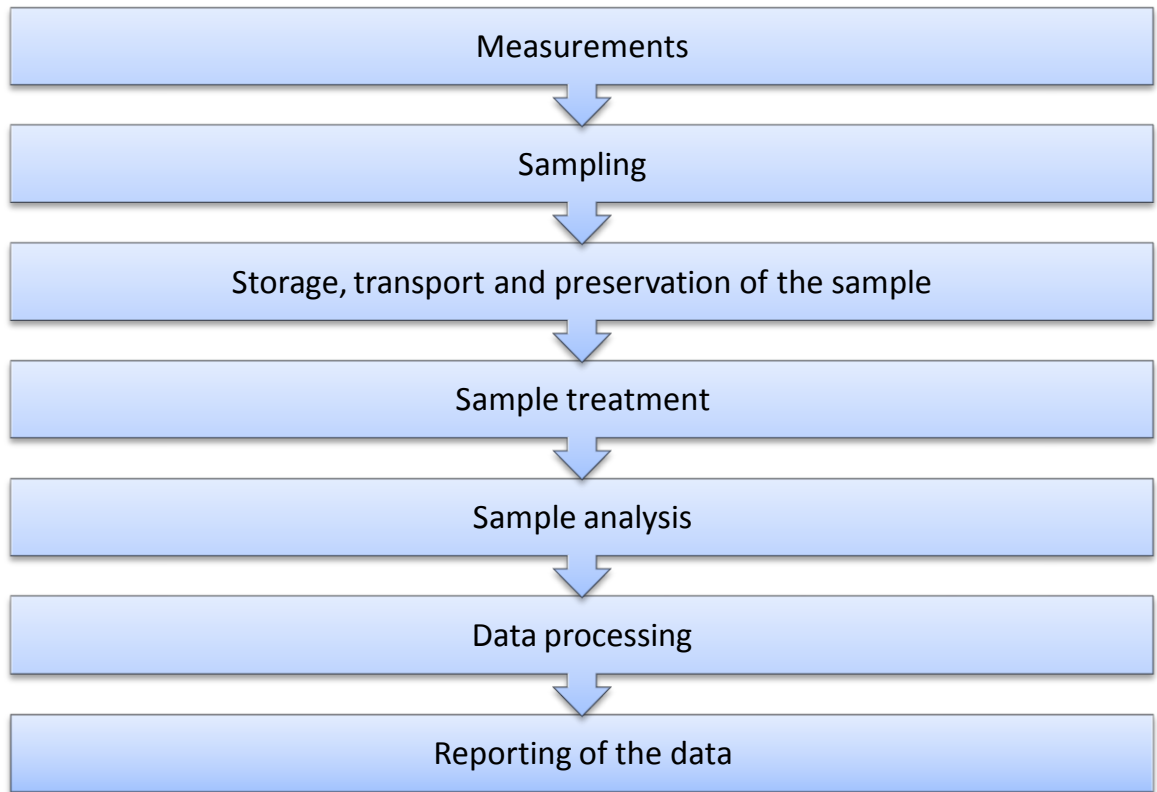 Measurements
Sampling
Storage, transport and preservation of the sample
Sample treatment
Sample analysis
Data processing
Reporting of the data